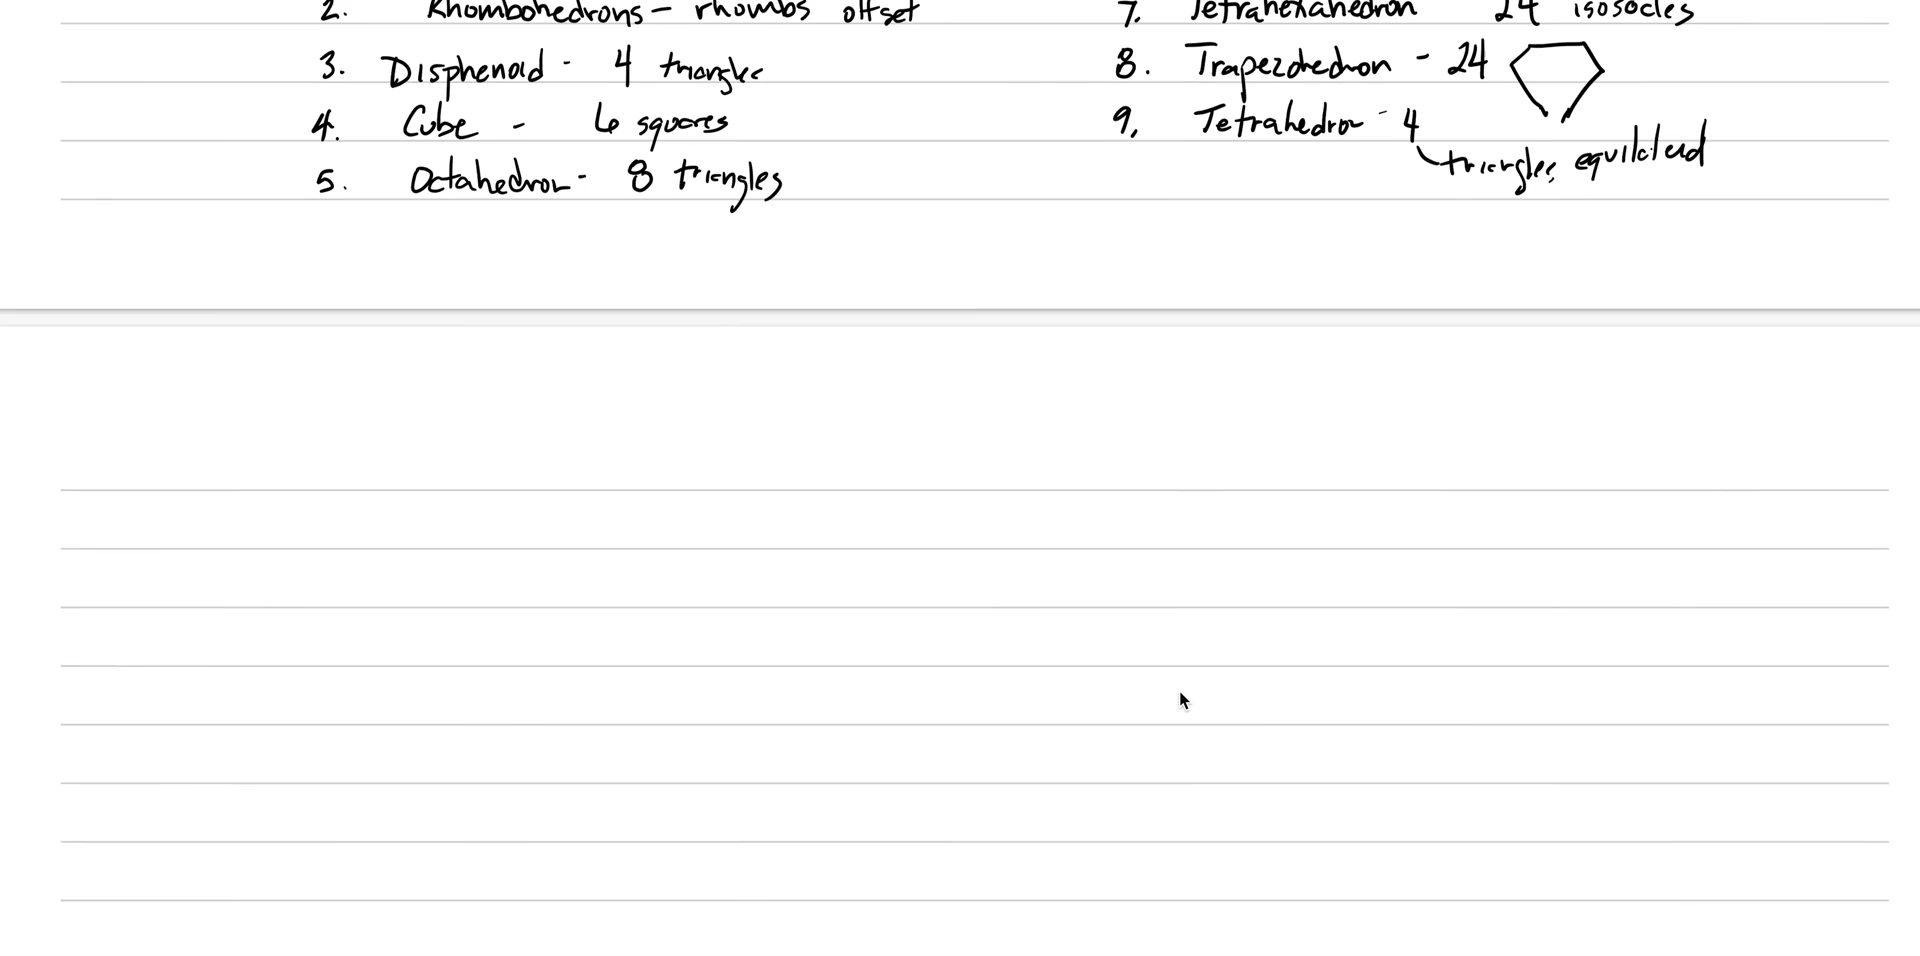 2. Rhombohedrons - rhombs offset
3. Disphenoid - 4 triangles
4. Cube - 6 squares
5. Octahedron - 8 triangles
7. Tetrahexahedron 24 isosocles
8. Trapezohedron - 24
9. Tetrahedron - 4
triangles equilateral